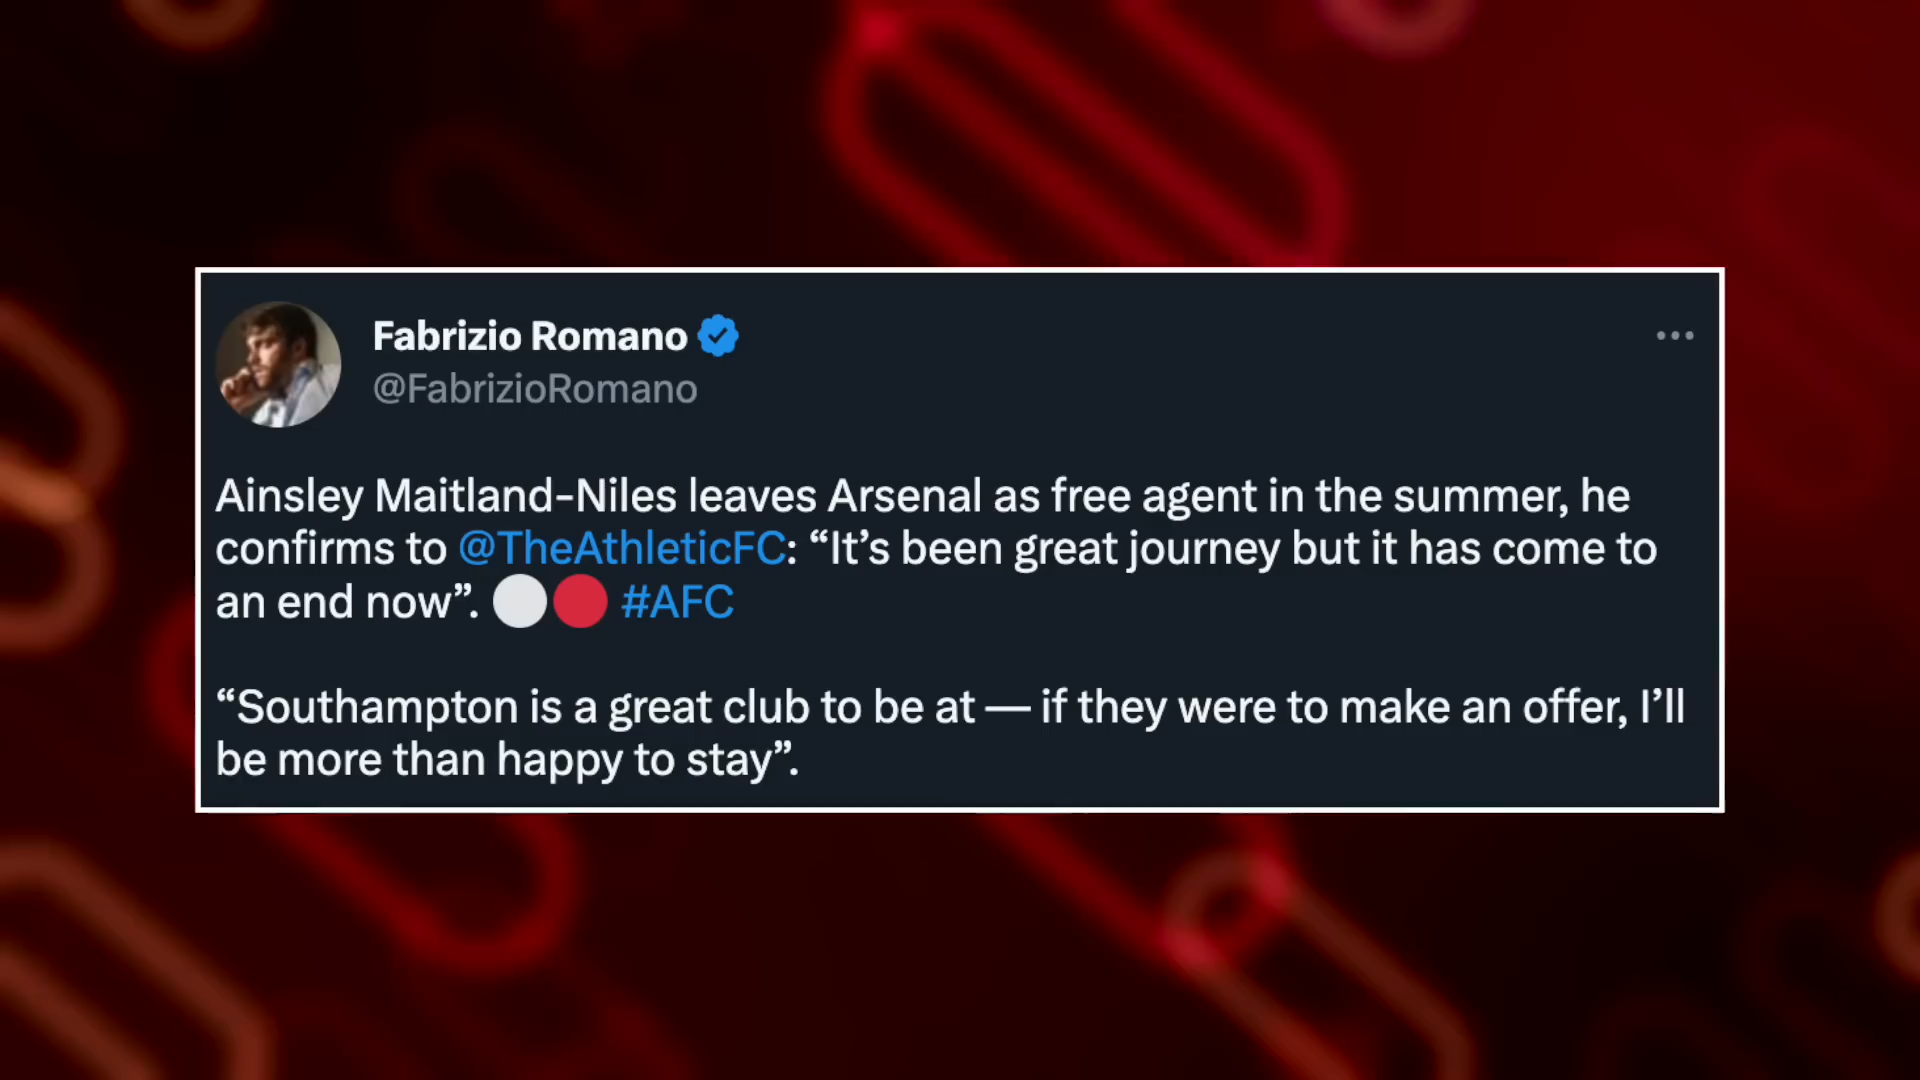 Fabrizio Romano
@FabrizioRomano
Ainsley Maitland-Niles leaves Arsenal as free agent in the summer, he
confirms to @TheAthleticFC: “It’s been great journey but it has come to
an end now”. ⚪🔴 #AFC
“Southampton is a great club to be at — if they were to make an offer, I’ll
be more than happy to stay”.